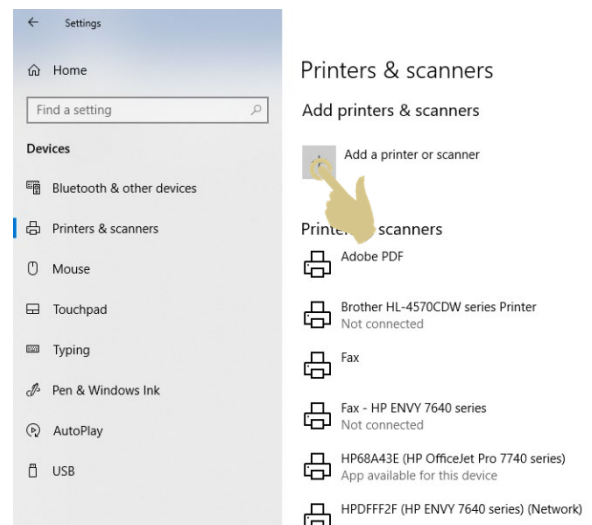 Settings
Home
Find a setting
Devices
Bluetooth & other devices
Printers & scanners
Mouse
Touchpad
Typing
Pen & Windows Ink
AutoPlay
USB
Printers & scanners
Add printers & scanners
Add a printer or scanner
scanners
Adobe PDF
Brother HL-4570CDW series Printer
Not connected
Fax
Fax - HP ENVY 7640 series
Not connected
HP68A43E (HP OfficeJet Pro 7740 series)
App available for this device
HPDFFF2F (HP ENVY 7640 series) (Network)